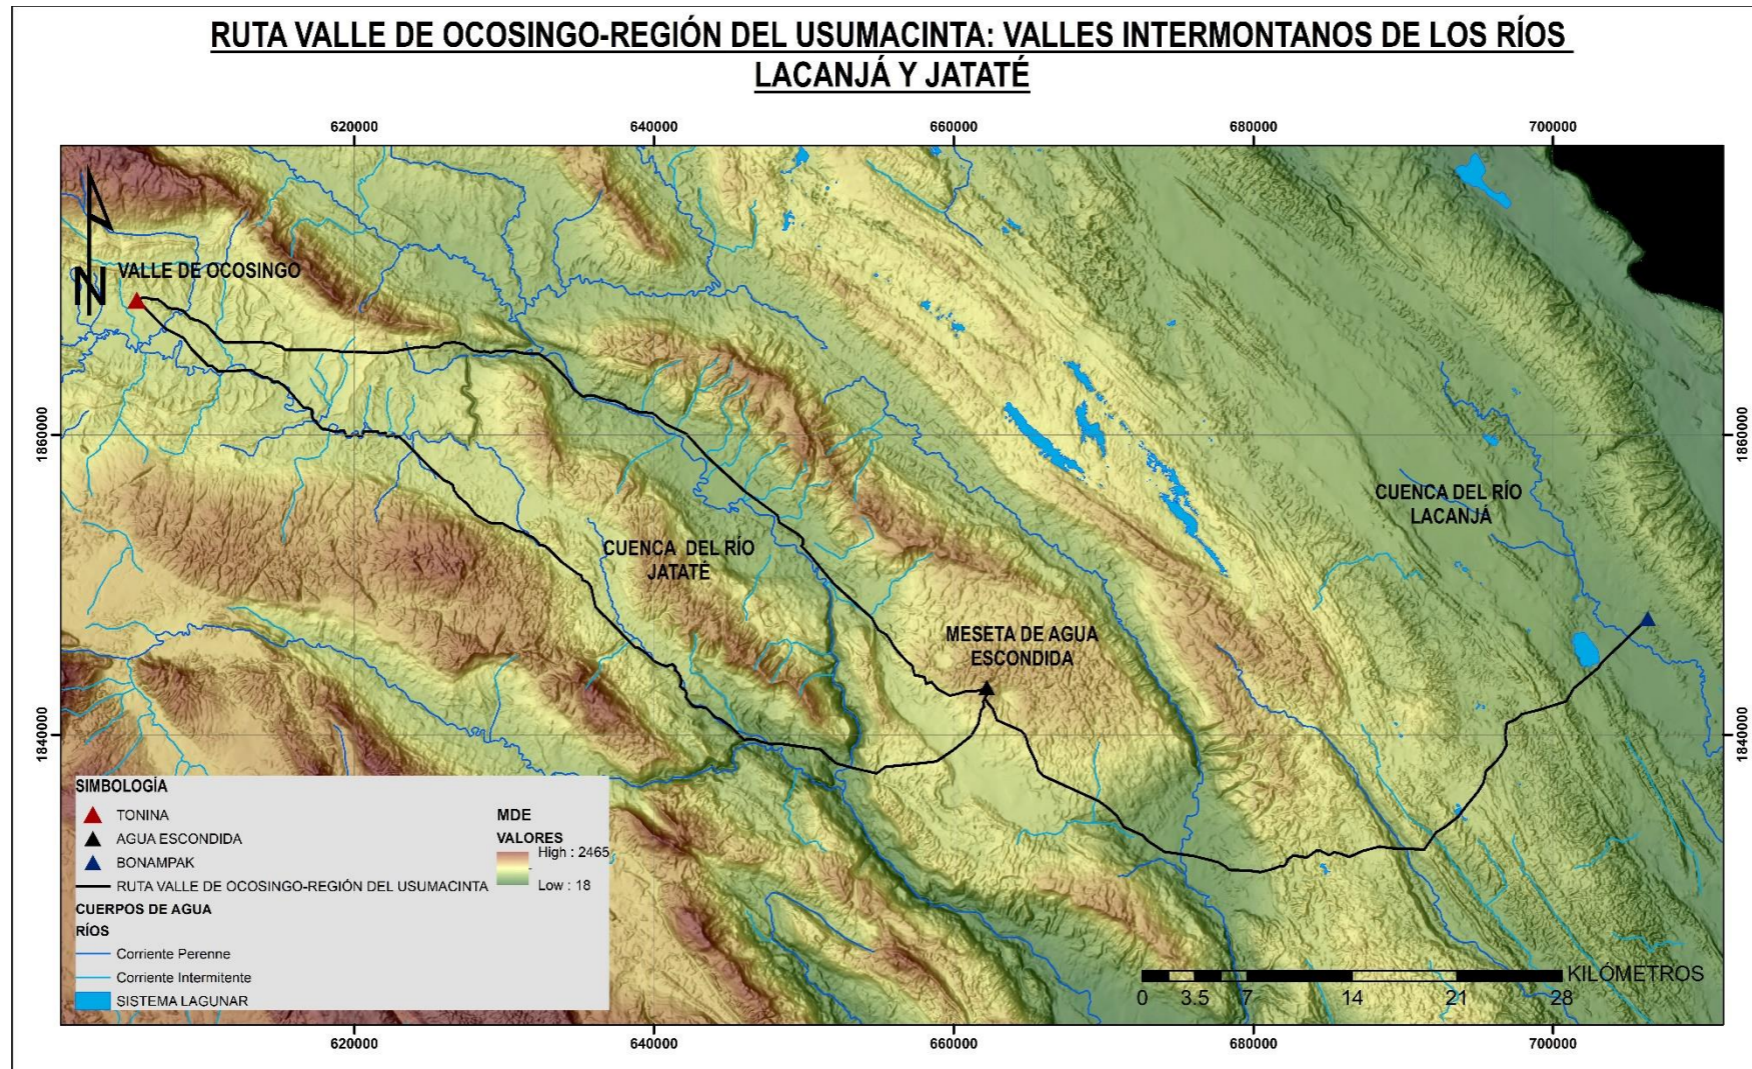 RUTA VALLE DE OCOSINGO-REGIÓN DEL USUMACINTA: VALLES INTERMONTANOS DE LOS RÍOS
LACANJÁ Y JATATÉ
620000 640000 660000 680000 700000
N
VALLE DE OCOSINGO
1860000 1860000
CUENCA DEL RÍO
LACANJÁ
CUENCA DEL RÍO
JATATÉ
MESETA DE AGUA
ESCONDIDA
1840000 1840000
SIMBOLOGÍA
TONINA
AGUA ESCONDIDA
BONAMPAK
RUTA VALLE DE OCOSINGO-REGIÓN DEL USUMACINTA
CUERPOS DE AGUA
RÍOS
Corriente Perenne
Corriente Intermitente
SISTEMA LAGUNAR
MDE
VALORES
High : 2465
Low : 18
KILÓMETROS
0 3.5 7 14 21 28
620000 640000 660000 680000 700000